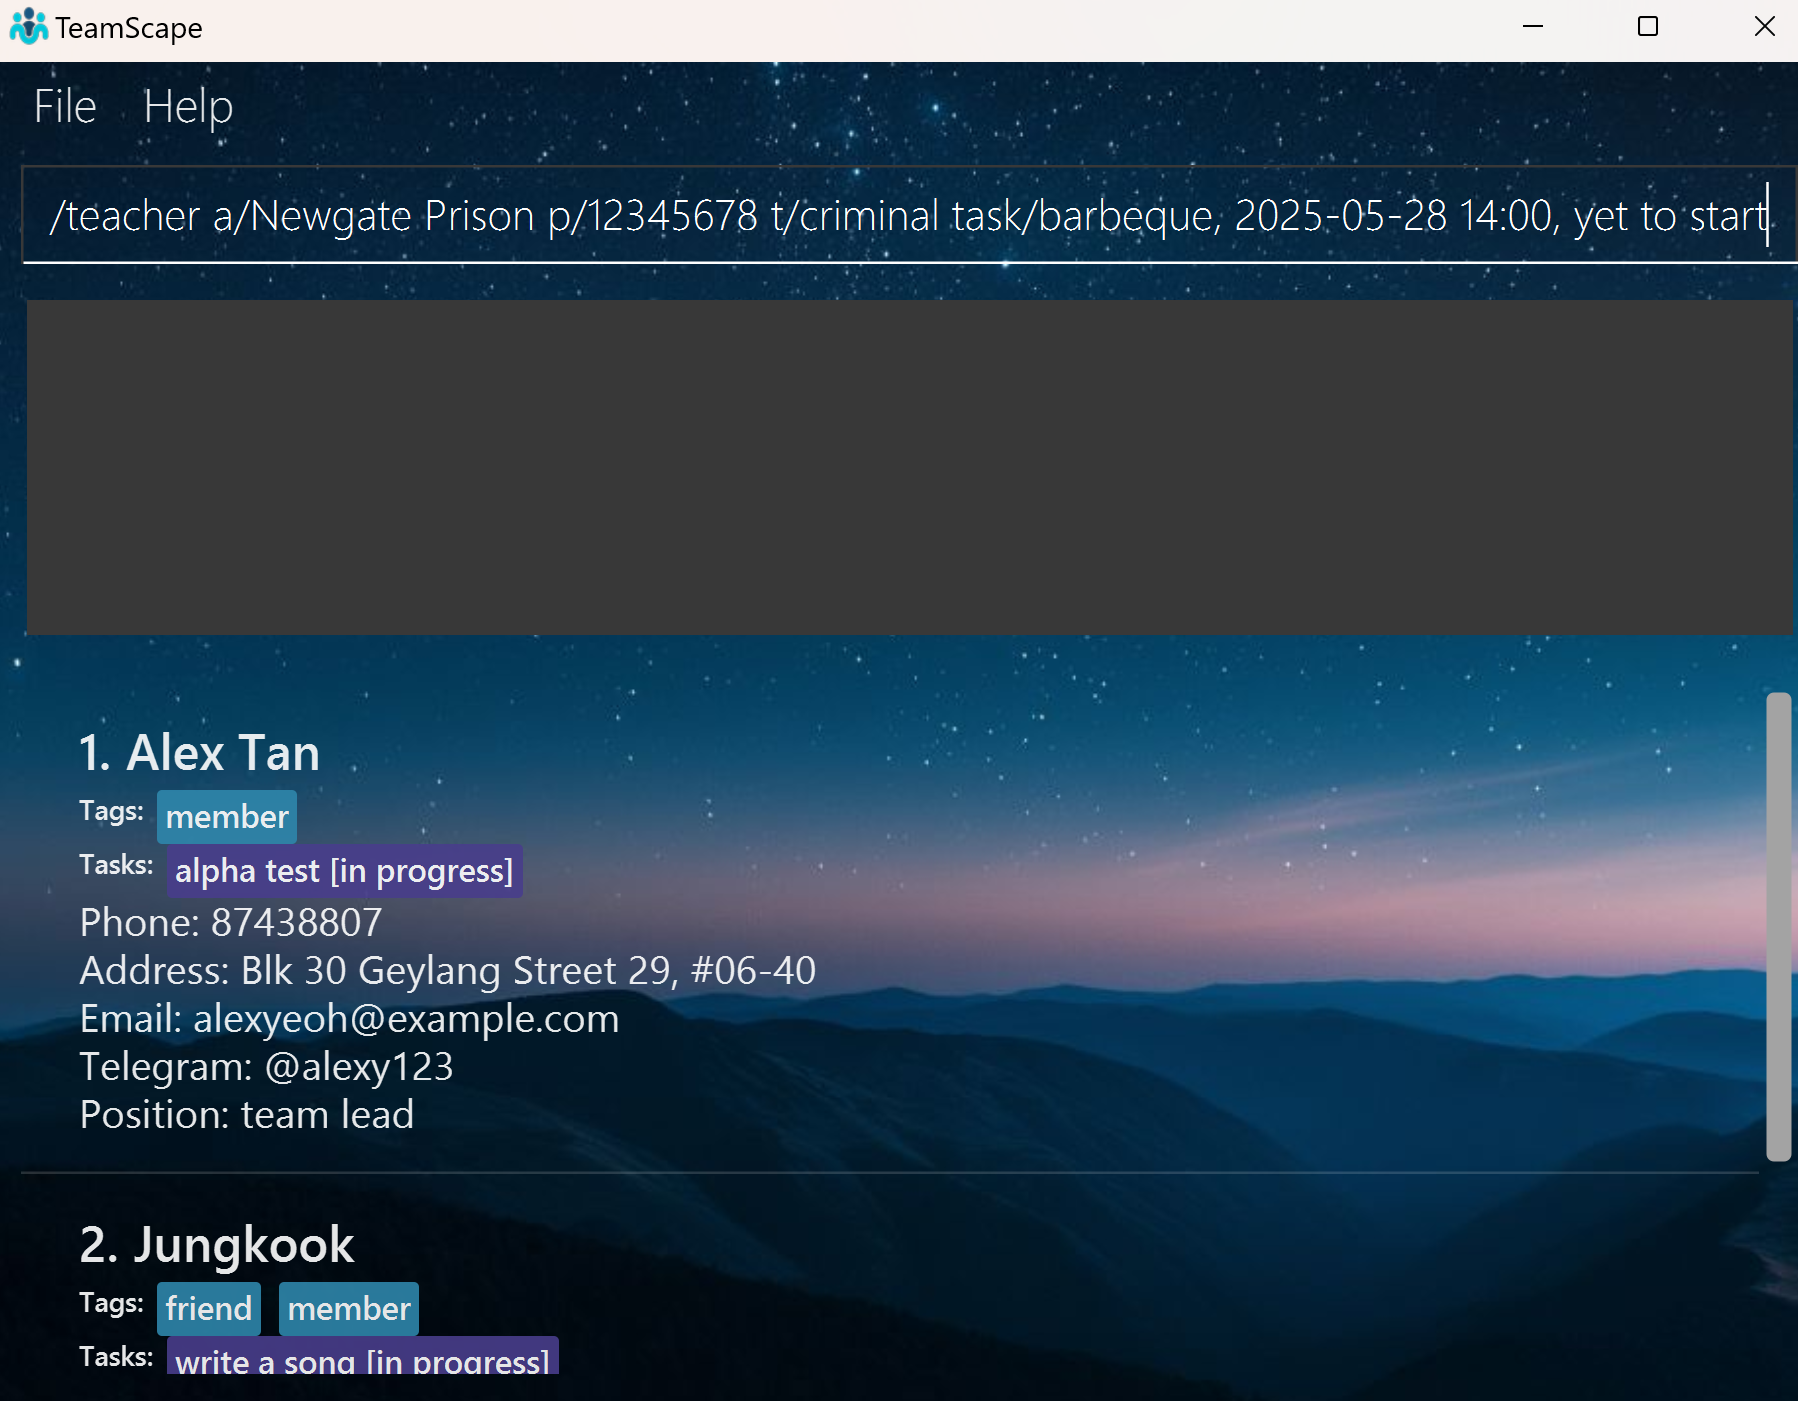 TeamScape
File Help
/teacher a/Newgate Prison p/12345678 t/criminal task/barbeque, 2025-05-28 14:00, yet to start
1. Alex Tan
Tags: member
Tasks: alpha test [in progress]
Phone: 87438807
Address: Blk 30 Geylang Street 29, #06-40
Email: alexyeoh@example.com
Telegram: @alexy123
Position: team lead
2. Jungkook
Tags: friend member
Tasks: write a song [in progress]